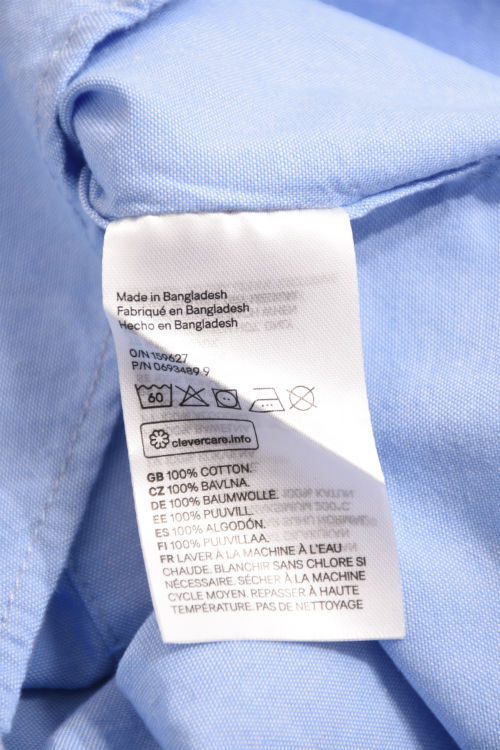 Made in Bangladesh
Fabriqué en Bangladesh
Hecho en Bangladesh
O/N 159627
P/N 0693489 9
60
clevercare.info
GB 100% COTTON.
CZ 100% BAVLNA.
DE 100% BAUMWOLLE.
EE 100% PUUVILL.
ES 100% ALGODÓN.
FI 100% PUUVILLAA.
FR LAVER À LA MACHINE À L'EAU
CHAUDE. BLANCHIR SANS CHLORE SI
NÉCESSAIRE. SÉCHER À LA MACHINE
CYCLE MOYEN. REPASSER À HAUTE
TEMPÉRATURE. PAS DE NETTOYAGE